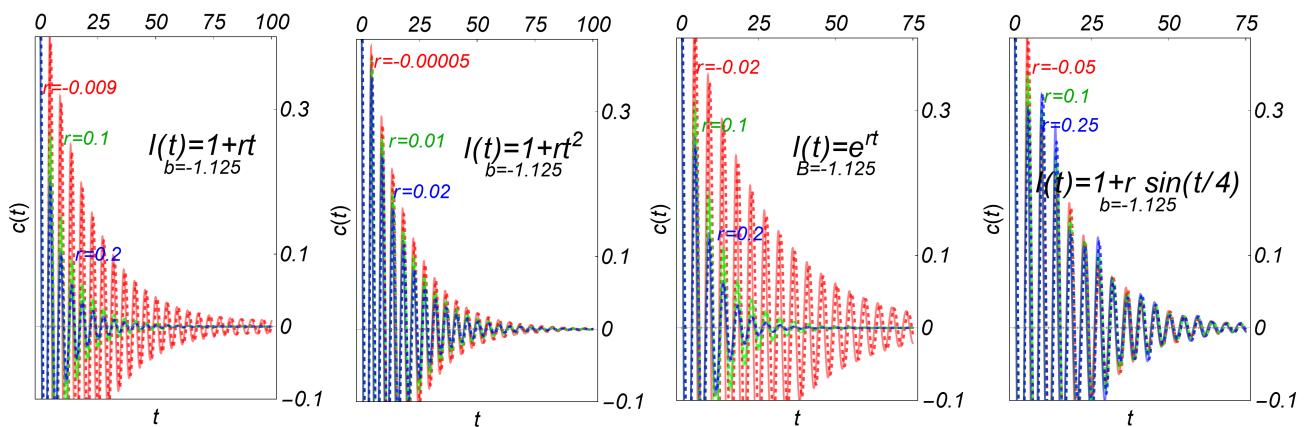 0 25 50 75 100
r=-0.009
r=0.1
l(t)=1+rt
b=-1.125
r=0.2
c(t)
0.3
0.1
0
−0.1
t
0 25 50 75 100
r=-0.00005
r=0.01
l(t)=1+rt²
b=-1.125
r=0.02
c(t)
0.3
0.1
0
−0.1
t
0 25 50 75
r=-0.02
r=0.1
l(t)=e^rt
B=-1.125
r=0.2
c(t)
0.3
0.1
0
−0.1
t
0 25 50 75
r=-0.05
r=0.1
r=0.25
l(t)=1+r sin(t/4)
b=-1.125
c(t)
0.3
0.1
0
−0.1
t